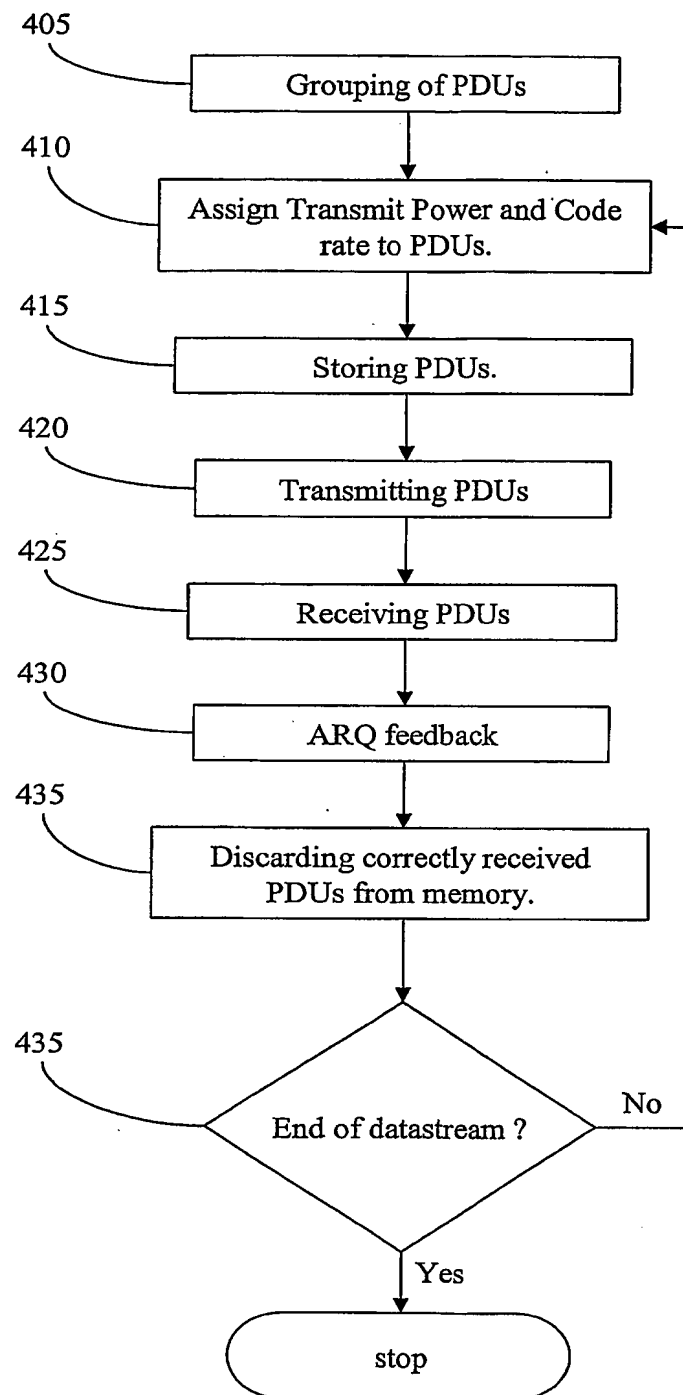 405
Grouping of PDUs
410
Assign Transmit Power and Code
rate to PDUs.
415
Storing PDUs.
420
Transmitting PDUs
425
Receiving PDUs
430
ARQ feedback
435
Discarding correctly received
PDUs from memory.
435
End of datastream ?
No
Yes
stop